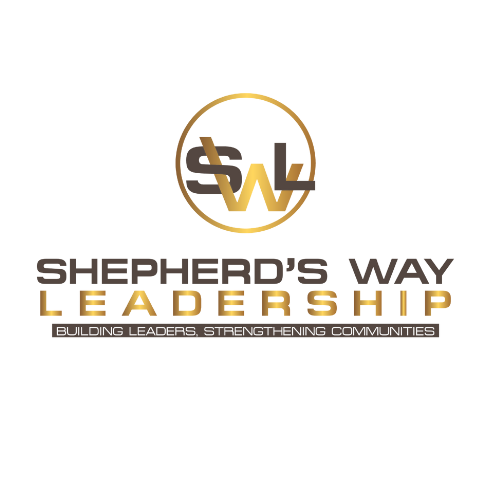 SWL
SHEPHERD'S WAY
LEADERSHIP
BUILDING LEADERS, STRENGTHENING COMMUNITIES